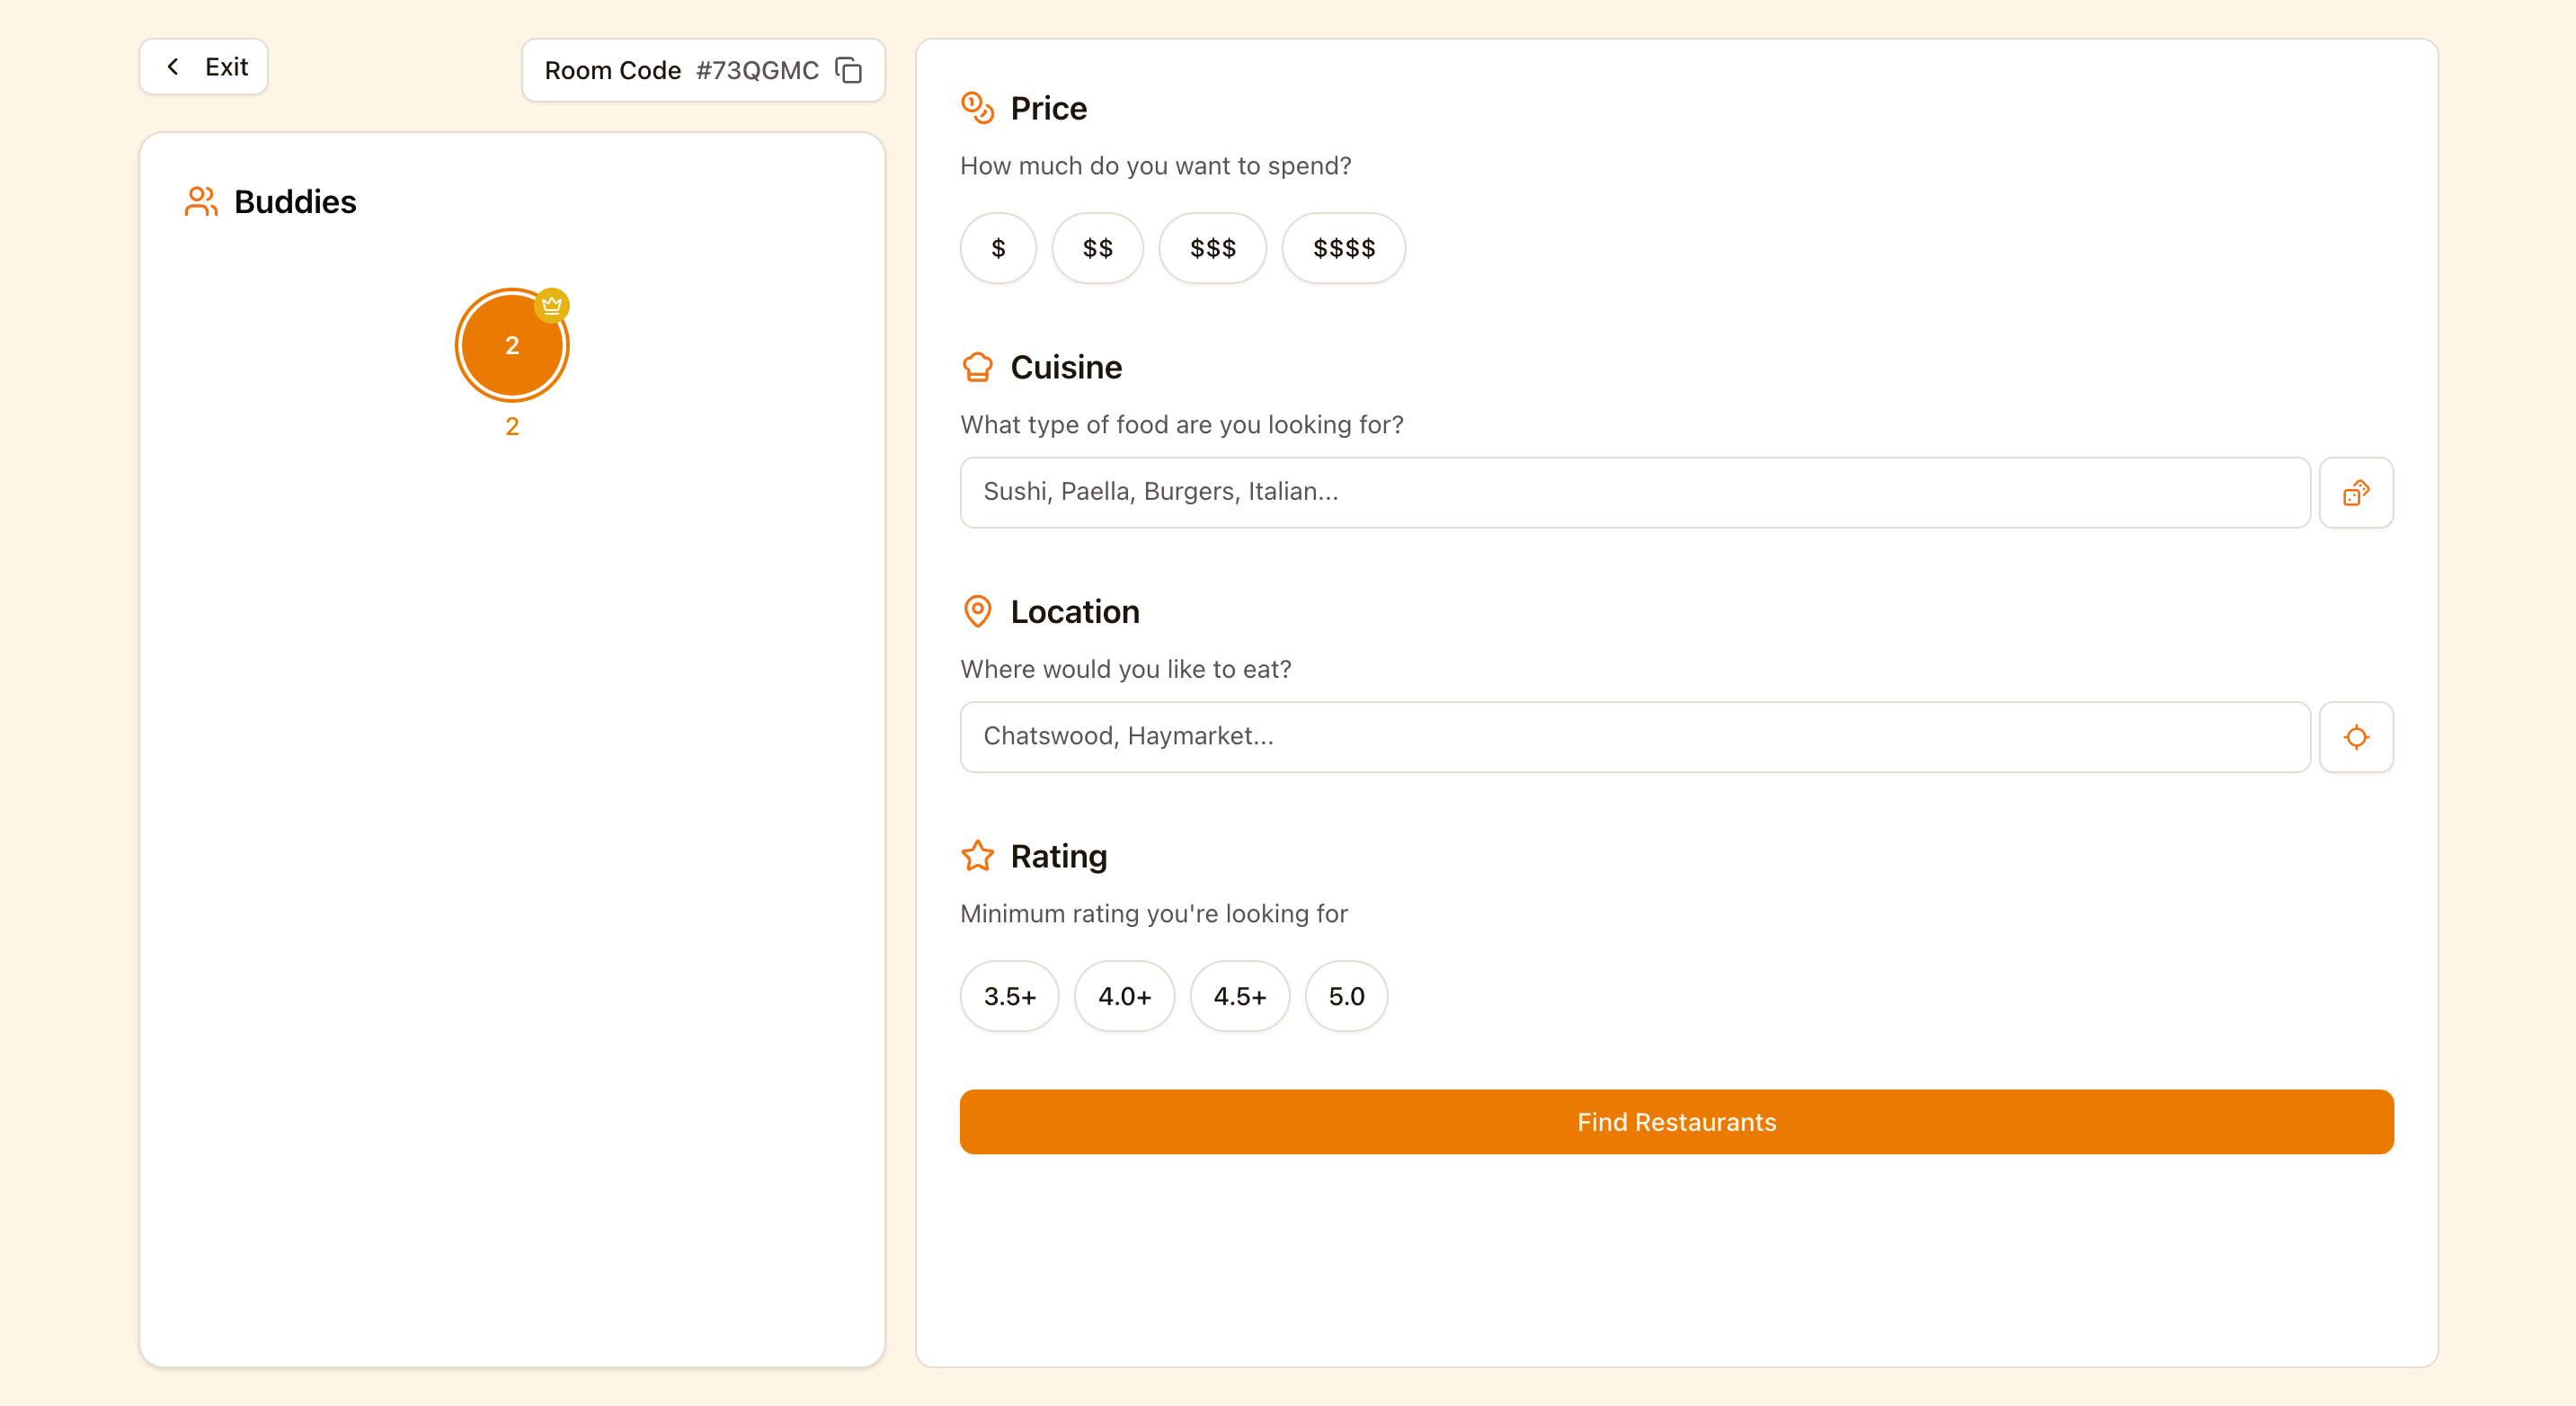 Exit
Room Code #73QGMC
Buddies
2
2
Price
How much do you want to spend?
$ $$ $$$ $$$$
Cuisine
What type of food are you looking for?
Sushi, Paella, Burgers, Italian...
Location
Where would you like to eat?
Chatswood, Haymarket...
Rating
Minimum rating you're looking for
3.5+ 4.0+ 4.5+ 5.0
Find Restaurants